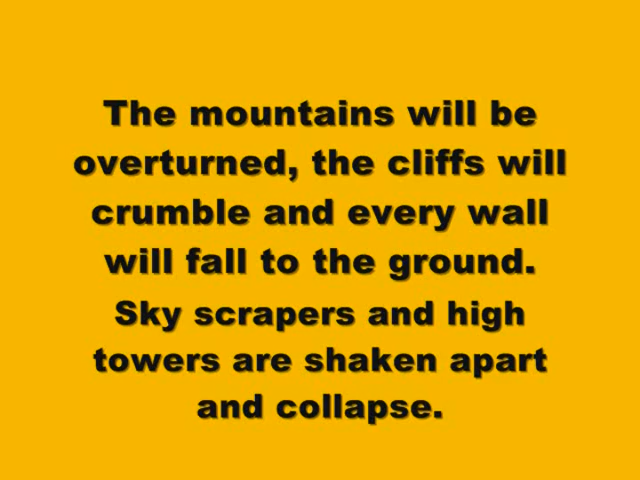 The mountains will be
overturned, the cliffs will
crumble and every wall
will fall to the ground.
Sky scrapers and high
towers are shaken apart
and collapse.